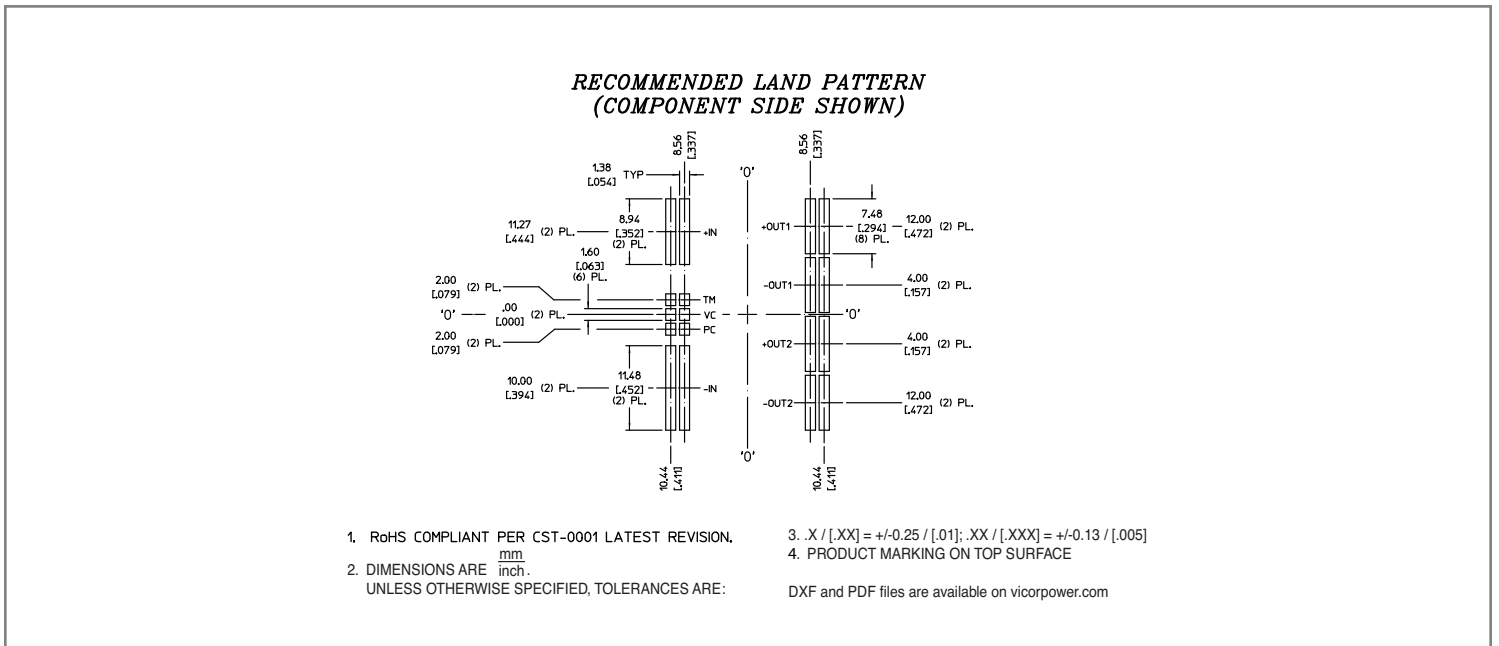 RECOMMENDED LAND PATTERN
(COMPONENT SIDE SHOWN)
8.56
[.337]
8.56
[.337]
1.38
[.054]
TYP
'0'
11.27
[.444]
(2) PL.
8.94
[.352]
(2) PL.
+IN
+OUT1
7.48
[.294]
(8) PL.
12.00
[.472]
(2) PL.
1.60
[.063]
(6) PL.
2.00
[.079]
(2) PL.
TM
-OUT1
4.00
[.157]
(2) PL.
'0'
.00
[.000]
(2) PL.
VC
'0'
2.00
[.079]
(2) PL.
PC
+OUT2
4.00
[.157]
(2) PL.
10.00
[.394]
(2) PL.
11.48
[.452]
(2) PL.
-IN
-OUT2
12.00
[.472]
(2) PL.
'0'
10.44
[.411]
10.44
[.411]
1. RoHS COMPLIANT PER CST-0001 LATEST REVISION.
2. DIMENSIONS ARE mm
inch.
UNLESS OTHERWISE SPECIFIED, TOLERANCES ARE:
3. .X / [.XX] = +/-0.25 / [.01]; .XX / [.XXX] = +/-0.13 / [.005]
4. PRODUCT MARKING ON TOP SURFACE
DXF and PDF files are available on vicorpower.com